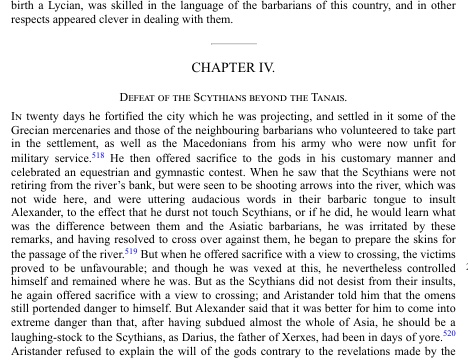 birth a Lycian, was skilled in the language of the barbarians of this country, and in other
respects appeared clever in dealing with them.
CHAPTER IV.
DEFEAT OF THE SCYTHIANS BEYOND THE TANAIS.
IN twenty days he fortified the city which he was projecting, and settled in it some of the
Grecian mercenaries and those of the neighbouring barbarians who volunteered to take part
in the settlement, as well as the Macedonians from his army who were now unfit for
military service.518 He then offered sacrifice to the gods in his customary manner and
celebrated an equestrian and gymnastic contest. When he saw that the Scythians were not
retiring from the river's bank, but were seen to be shooting arrows into the river, which was
not wide here, and were uttering audacious words in their barbaric tongue to insult
Alexander, to the effect that he durst not touch Scythians, or if he did, he would learn what
was the difference between them and the Asiatic barbarians, he was irritated by these
remarks, and having resolved to cross over against them, he began to prepare the skins for
the passage of the river.519 But when he offered sacrifice with a view to crossing, the victims
proved to be unfavourable; and though he was vexed at this, he nevertheless controlled
himself and remained where he was. But as the Scythians did not desist from their insults,
he again offered sacrifice with a view to crossing; and Aristander told him that the omens
still portended danger to himself. But Alexander said that it was better for him to come into
extreme danger than that, after having subdued almost the whole of Asia, he should be a
laughing-stock to the Scythians, as Darius, the father of Xerxes, had been in days of yore.520
Aristander refused to explain the will of the gods contrary to the revelations made by the